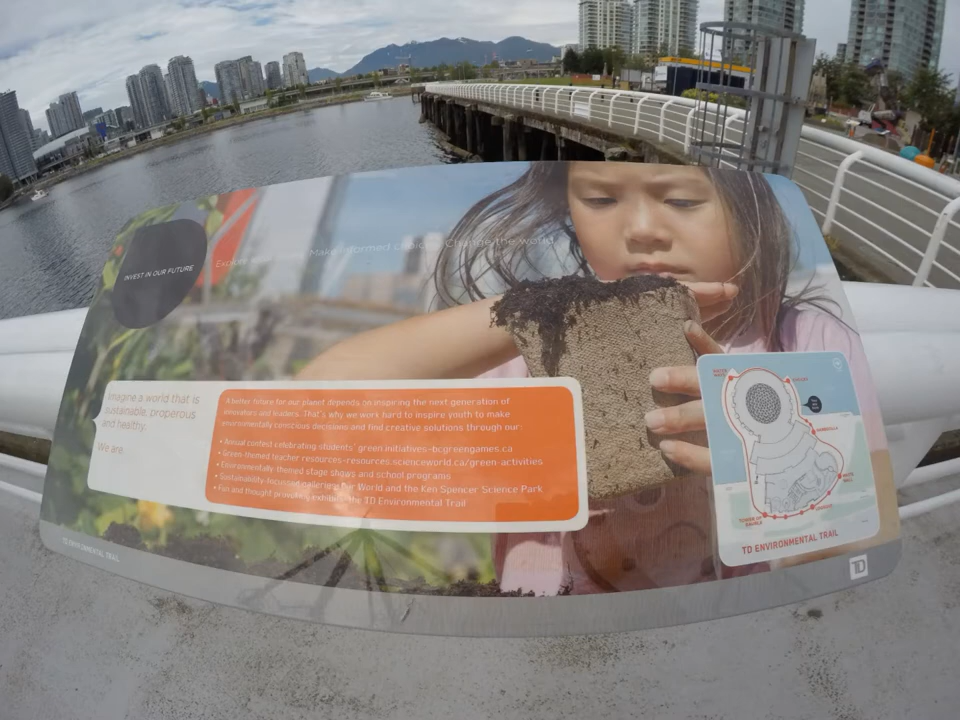 INVEST IN OUR FUTURE
Make informed choices. Change the world.
Imagine a world that is
sustainable, properous
and healthy.
We are.
A better future for our planet depends on inspiring the next generation of
innovators and leaders. That's why we work hard to inspire youth to make
environmentally conscious decisions and find creative solutions through our:
• Annual contest celebrating students' green initiatives-bcgreengames.ca
• Green-themed teacher resources-resources.scienceworld.ca/green-activities
• Environmentally themed stage shows and school programs
• Sustainability-focused galleries: Our World and the Ken Spencer Science Park
• Fun and thought provoking exhibits: the TD Environmental Trail
TD ENVIRONMENTAL TRAIL
TD ENVIRONMENTAL TRAIL
TD